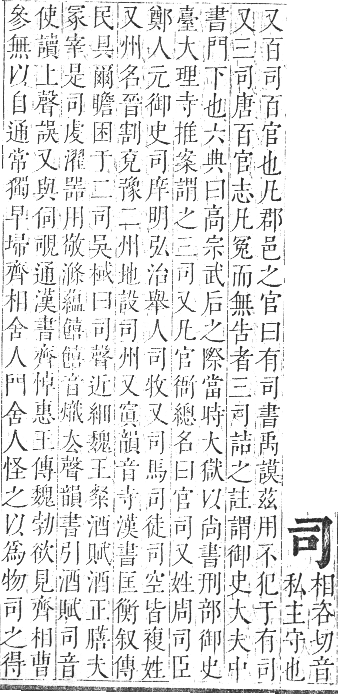 司
相咨切音
私主守也
又百司百官也凡郡邑之官曰有司書禹謨茲用不犯于有司
又三司唐百官志凡冤而無告者三司詰之註謂御史大夫中
書門下也六典曰高宗武后之際當時大獄以尚書刑部御史
臺大理寺推案謂之三司又凡官衙總名曰官司又姓周司臣
鄭人元御史司庠明弘治舉人司牧又司馬司徒司空皆複姓
又州名晉割兗豫二州地設司州又寘韻音寺漢書匡衡叙傳
民具爾瞻困于二司吳棫曰司聲近細魏王粲酒賦酒正膳夫
冢宰是司虔濯器用敬滌蘊饎饎音熾去聲韻書引酒賦司音
使讀上聲誤又與伺覗通漢書齊悼惠王傳魏勃欲見齊相曹
參無以自通常獨早埽齊相舍人門舍人怪之以為物司之得